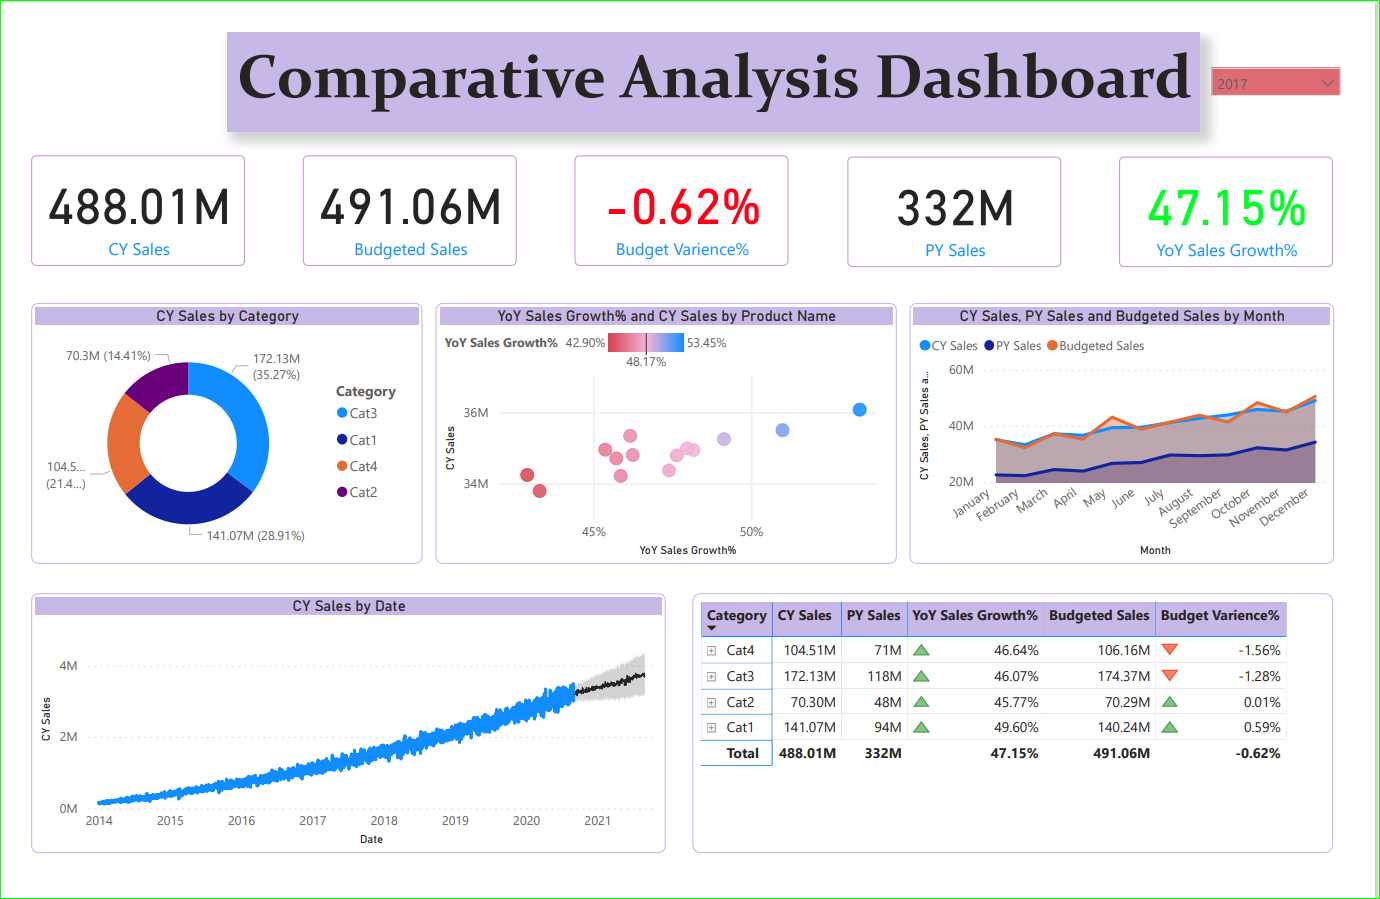 Comparative Analysis Dashboard
2017
488.01M
CY Sales
491.06M
Budgeted Sales
-0.62%
Budget Varience%
332M
PY Sales
47.15%
YoY Sales Growth%
CY Sales by Category
70.3M (14.41%)
172.13M
(35.27%)
104.5...
(21.4...)
141.07M (28.91%)
Category
Cat3
Cat1
Cat4
Cat2
YoY Sales Growth% and CY Sales by Product Name
YoY Sales Growth% 42.90% 53.45%
48.17%
CY Sales
36M
34M
45% 50%
YoY Sales Growth%
CY Sales, PY Sales and Budgeted Sales by Month
CY Sales PY Sales Budgeted Sales
CY Sales, PY Sales a...
60M
40M
20M
January February March April May June July August September October November December
Month
CY Sales by Date
CY Sales
4M
2M
0M
2014 2015 2016 2017 2018 2019 2020 2021
Date
Category CY Sales PY Sales YoY Sales Growth% Budgeted Sales Budget Varience%
Cat4 104.51M 71M 46.64% 106.16M -1.56%
Cat3 172.13M 118M 46.07% 174.37M -1.28%
Cat2 70.30M 48M 45.77% 70.29M 0.01%
Cat1 141.07M 94M 49.60% 140.24M 0.59%
Total 488.01M 332M 47.15% 491.06M -0.62%